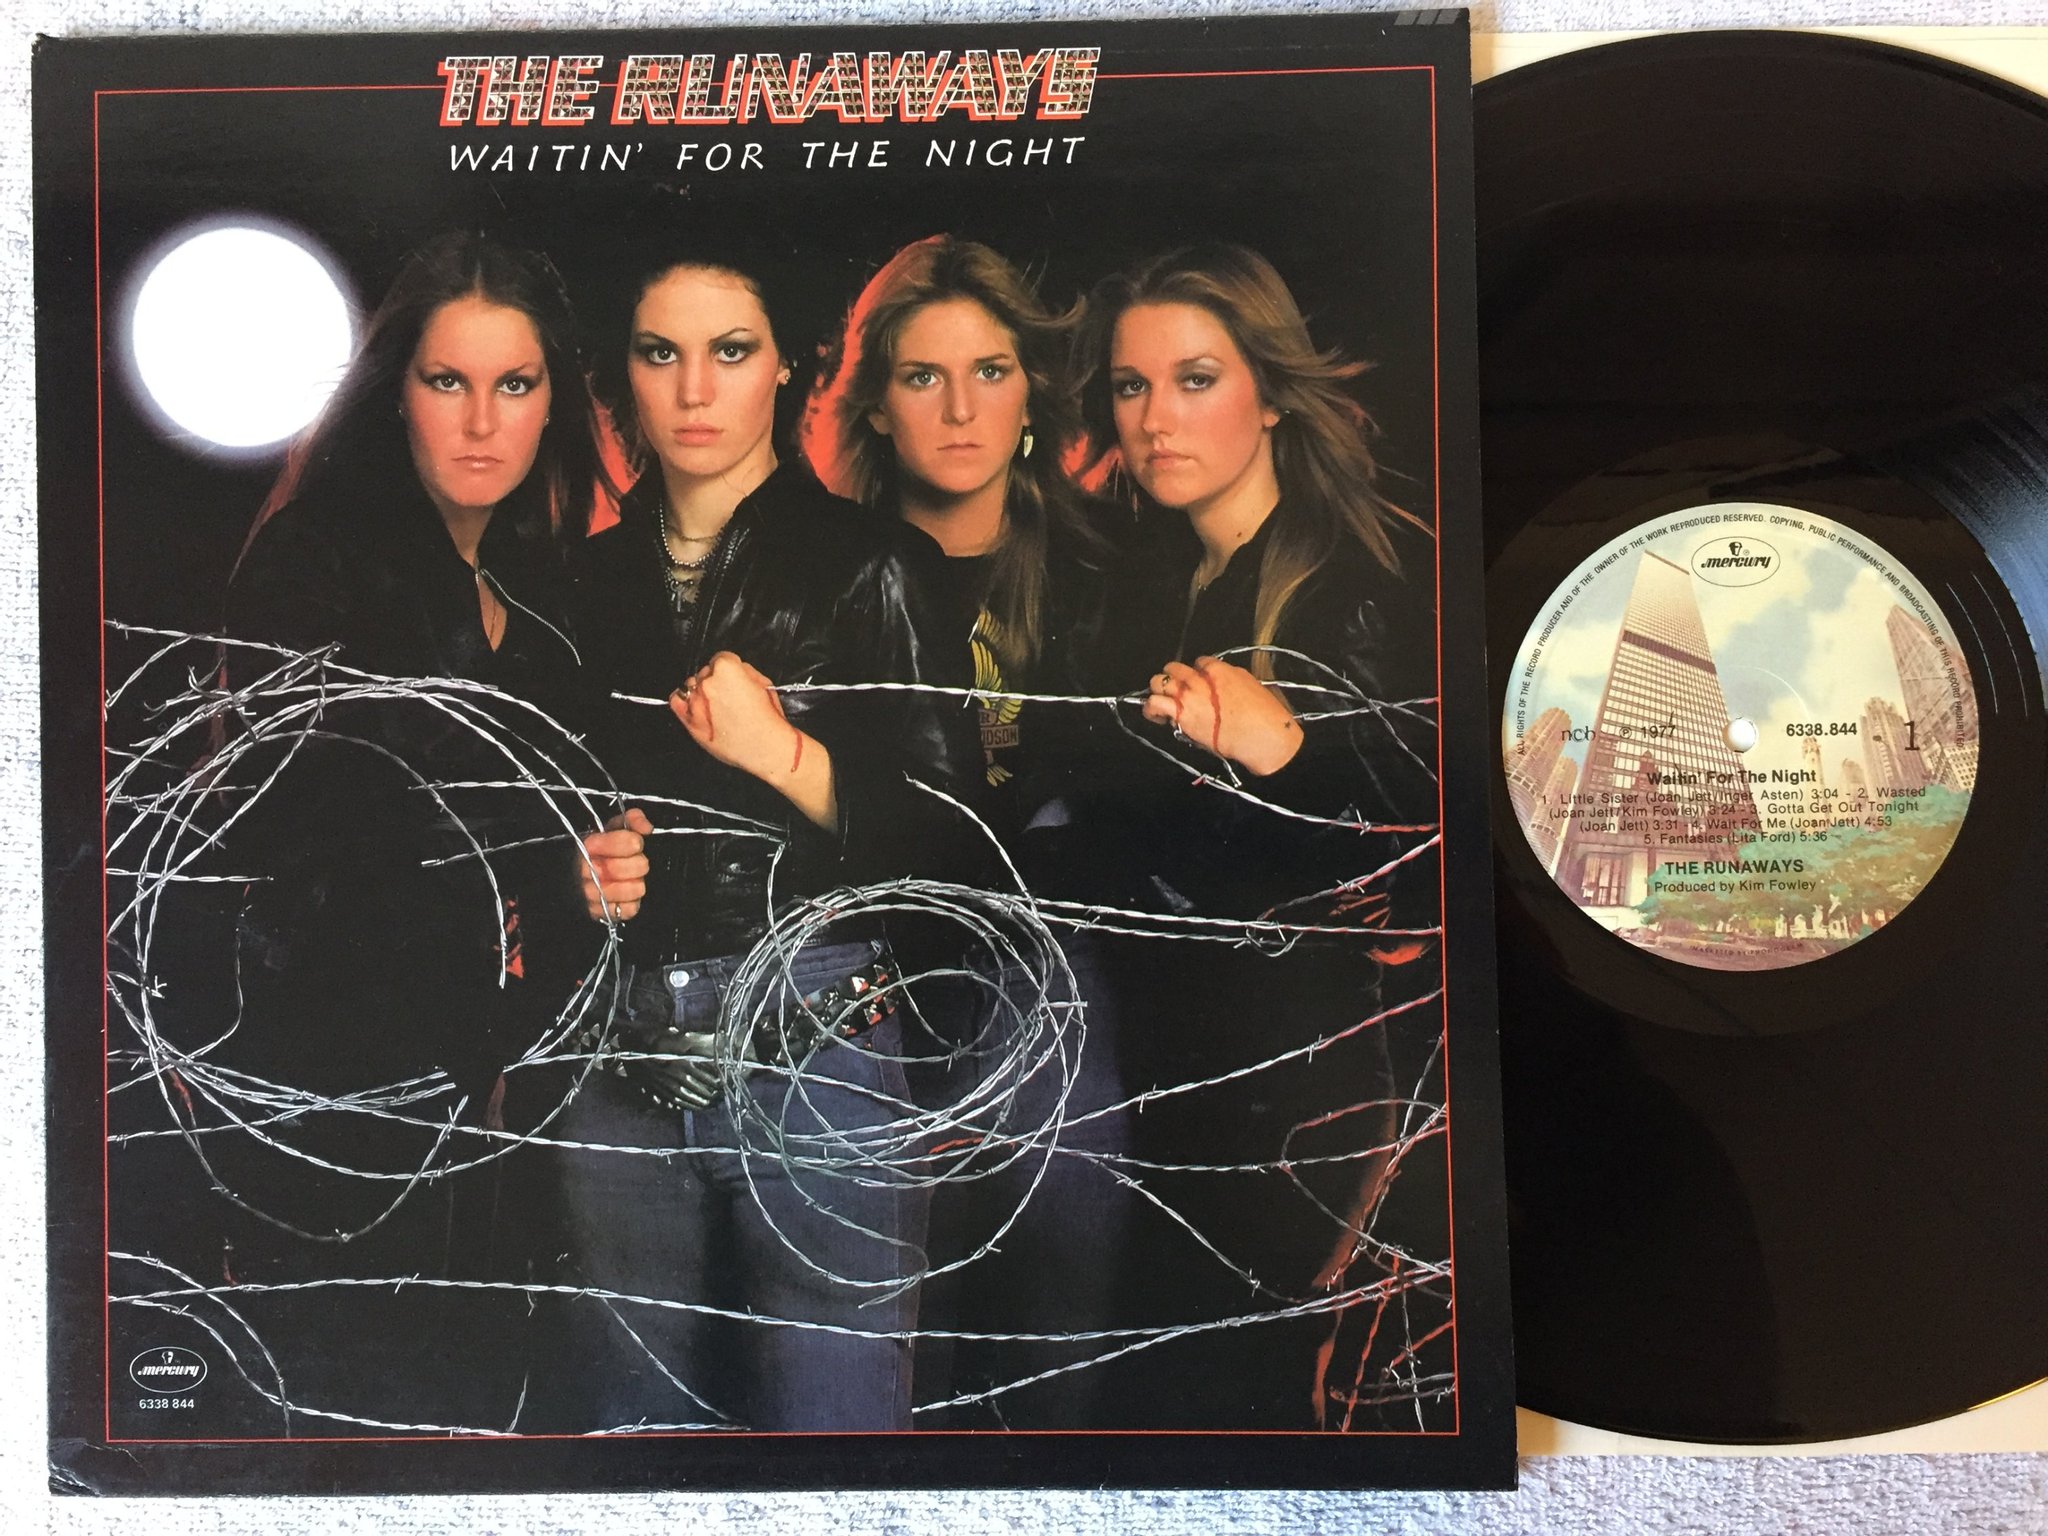 THE RUNAWAYS
WAITIN' FOR THE NIGHT
DSON
mercury
6338 844
ALL RIGHTS OF THE RECORD PRODUCER AND OF THE OWNER OF THE WORK REPRODUCED RESERVED. COPYING, PUBLIC PERFORMANCE AND BROADCASTING OF THIS RECORD PROHIBITED
mercury
ncb ℗ 1977 6338.844 1
Waitin' For The Night
1. Little Sister (Joan Jett/Inger Asten) 3:04 - 2. Wasted
(Joan Jett/Kim Fowley) 3:24 - 3. Gotta Get Out Tonight
(Joan Jett) 3:31 - 4. Wait For Me (Joan Jett) 4:53
5. Fantasies (Lita Ford) 5:36
THE RUNAWAYS
Produced by Kim Fowley
MARKETED BY PHONOGRAM